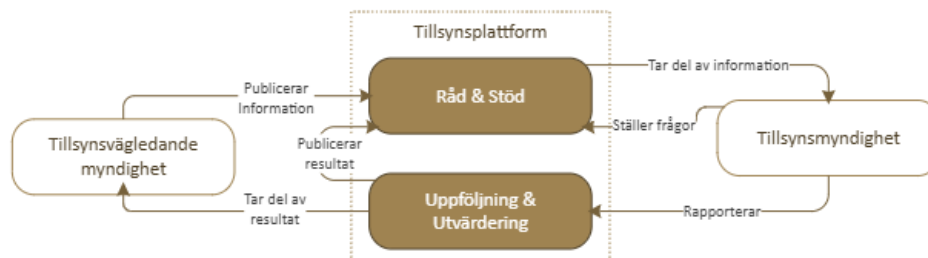 Tillsynsplattform
Tar del av information
Publicerar
Information
Råd & Stöd
Ställer frågor
Tillsynsmyndighet
Tillsynsvägledande
myndighet
Publicerar
resultat
Tar del av
resultat
Uppföljning &
Utvärdering
Rapporterar